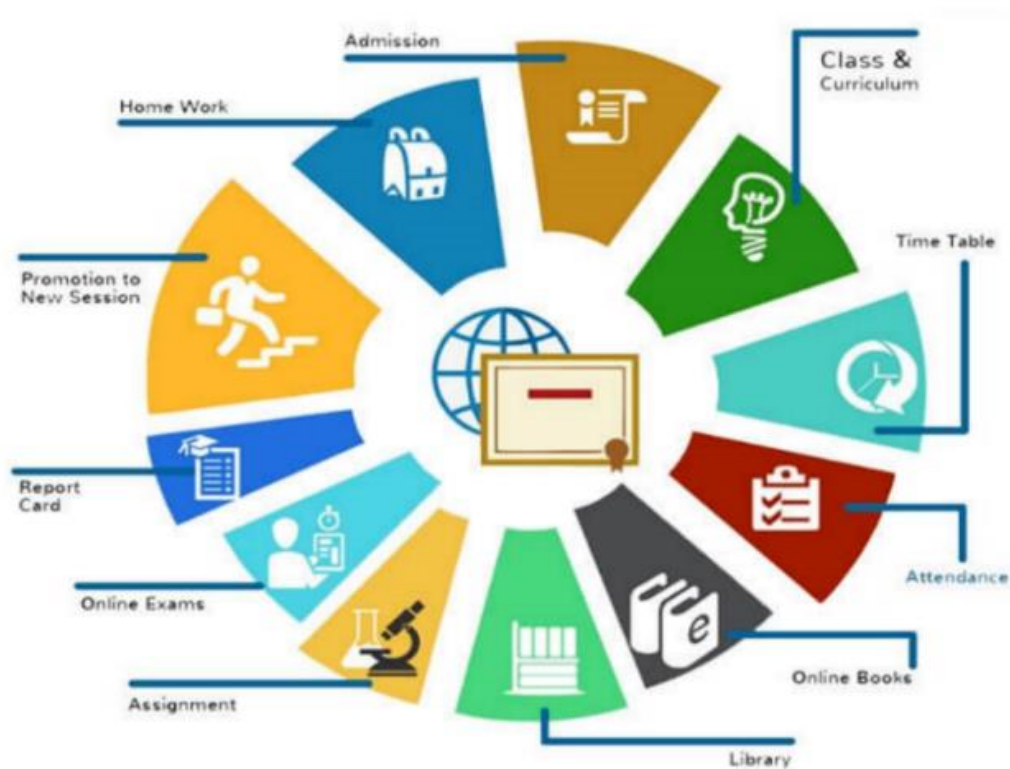 Admission
Class &
Curriculum
Home Work
Time Table
Promotion to
New Session
Report
Card
Attendance
Online Exams
Online Books
Assignment
Library
e